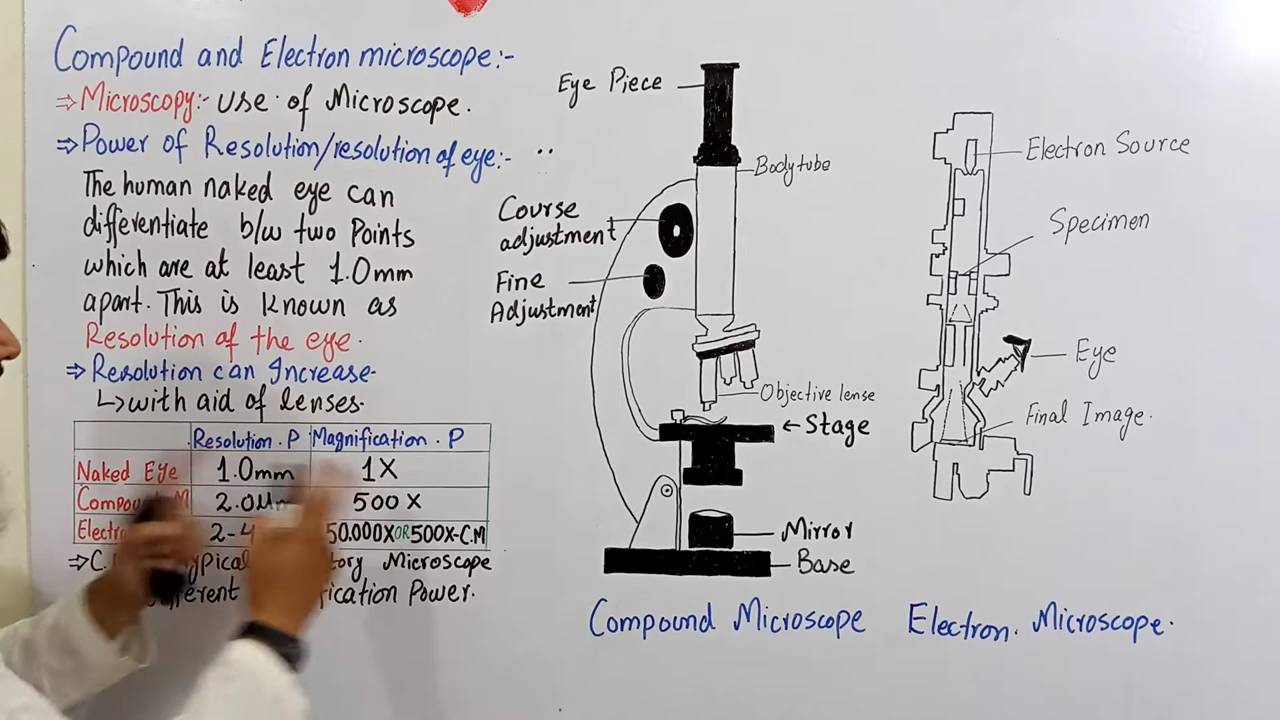 Compound and Electron microscope:-
⇒ Microscopy:- Use of Microscope.
⇒ Power of Resolution/resolution of eye:-
The human naked eye can
differentiate b/w two Points
which are at least 1.0mm
apart. This is known as
Resolution of the eye.
⇒ Resolution can Increase-
↳ with aid of lenses.
Resolution . P Magnification . P
Naked Eye 1.0mm 1X
2.0 500 X
2- 50.000X OR 500X-C.M
⇒ C. Microscope
Power.
Eye Piece
Body tube
Course
adjustment
Fine
Adjustment
Objective lense
← Stage
Mirror
Base
Compound Microscope
Electron Source
Specimen
Eye
Final Image.
Electron. Microscope.